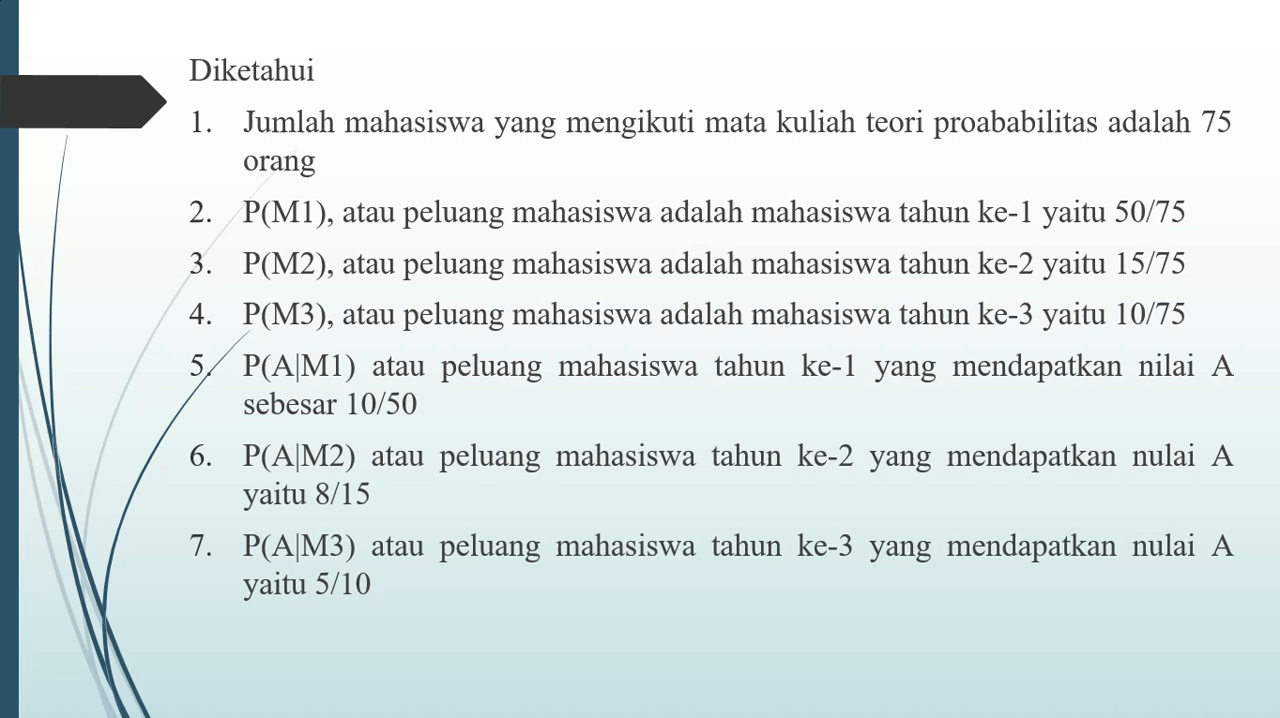 Diketahui
1. Jumlah mahasiswa yang mengikuti mata kuliah teori proababilitas adalah 75
orang
2. P(M1), atau peluang mahasiswa adalah mahasiswa tahun ke-1 yaitu 50/75
3. P(M2), atau peluang mahasiswa adalah mahasiswa tahun ke-2 yaitu 15/75
4. P(M3), atau peluang mahasiswa adalah mahasiswa tahun ke-3 yaitu 10/75
5. P(A|M1) atau peluang mahasiswa tahun ke-1 yang mendapatkan nilai A
sebesar 10/50
6. P(A|M2) atau peluang mahasiswa tahun ke-2 yang mendapatkan nulai A
yaitu 8/15
7. P(A|M3) atau peluang mahasiswa tahun ke-3 yang mendapatkan nulai A
yaitu 5/10